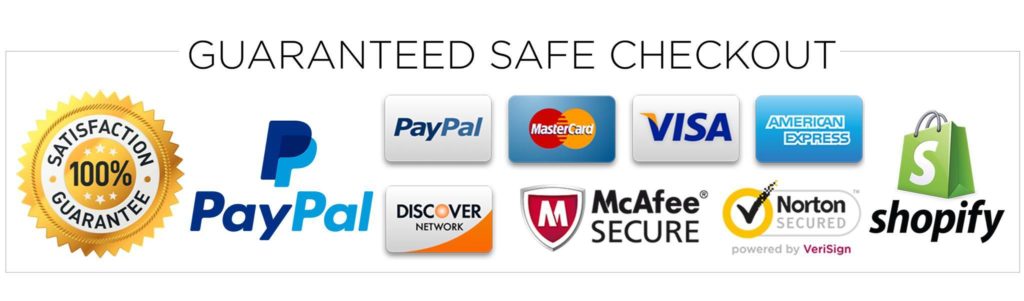 GUARANTEED SAFE CHECKOUT
SATISFACTION
100%
GUARANTEE
PayPal
PayPal
MasterCard
VISA
AMERICAN
EXPRESS
DISCOVER
NETWORK
McAfee®
SECURE
Norton™
SECURED
powered by VeriSign
S
shopify